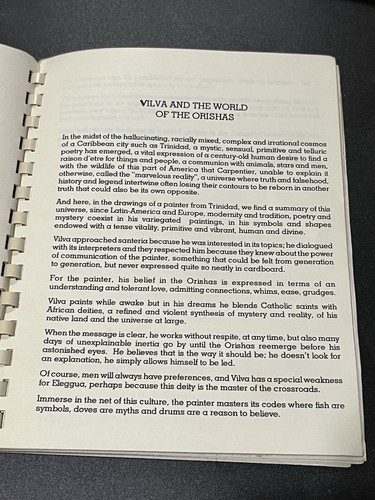 VILVA AND THE WORLD
OF THE ORISHAS
In the midst of the hallucinating, racially mixed, complex and irrational cosmos
of a Caribbean city such as Trinidad, a mystic, sensual, primitive and telluric
poetry has emerged, a vital expression of a century-old human desire to find a
raison d'etre for things and people, a communion with animals, stars and men,
with the wildlife of this part of America that Carpentier, unable to explain it
otherwise, called the "marvelous reality", a universe where truth and falsehood,
history and legend intertwine often losing their contours to be reborn in another
truth that could also be its own opposite.
And here, in the drawings of a painter from Trinidad, we find a summary of this
universe, since Latin-America and Europe, modernity and tradition, poetry and
mystery coexist in his variegated paintings, in his symbols and shapes
endowed with a tense vitality, primitive and vibrant, human and divine.
Vilva approached santeria because he was interested in its topics; he dialogued
with its interpreters and they respected him because they knew about the power
of communication of the painter, something that could be felt from generation
to generation, but never expressed quite so neatly in cardboard.
For the painter, his belief in the Orishas is expressed in terms of an
understanding and tolerant love, admitting connections, whims, ease, grudges.
Vilva paints while awake but in his dreams he blends Catholic saints with
African deities, a refined and violent synthesis of mystery and reality, of his
native land and the universe at large.
When the message is clear, he works without respite, at any time, but also many
days of unexplainable inertia go by until the Orishas reemerge before his
astonished eyes. He believes that is the way it should be; he doesn't look for
an explanation, he simply allows himself to be led.
Of course, men will always have preferences, and Vilva has a special weakness
for Eleggua, perhaps because this deity is the master of the crossroads.
Immerse in the net of this culture, the painter masters its codes where fish are
symbols, doves are myths and drums are a reason to believe.